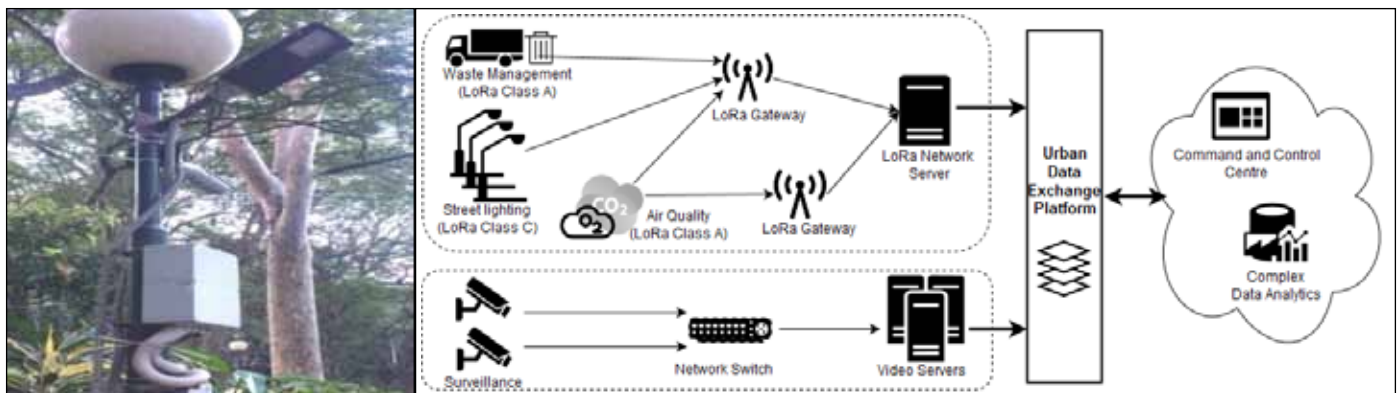 Waste Management
(LoRa Class A)
LoRa Gateway
Street lighting
(LoRa Class C)
CO2
O2
Air Quality
(LoRa Class A)
LoRa Gateway
LoRa Network
Server
Surveillance
Network Switch
Video Servers
Urban
Data
Exchange
Platform
Command and Control
Centre
Complex
Data Analytics